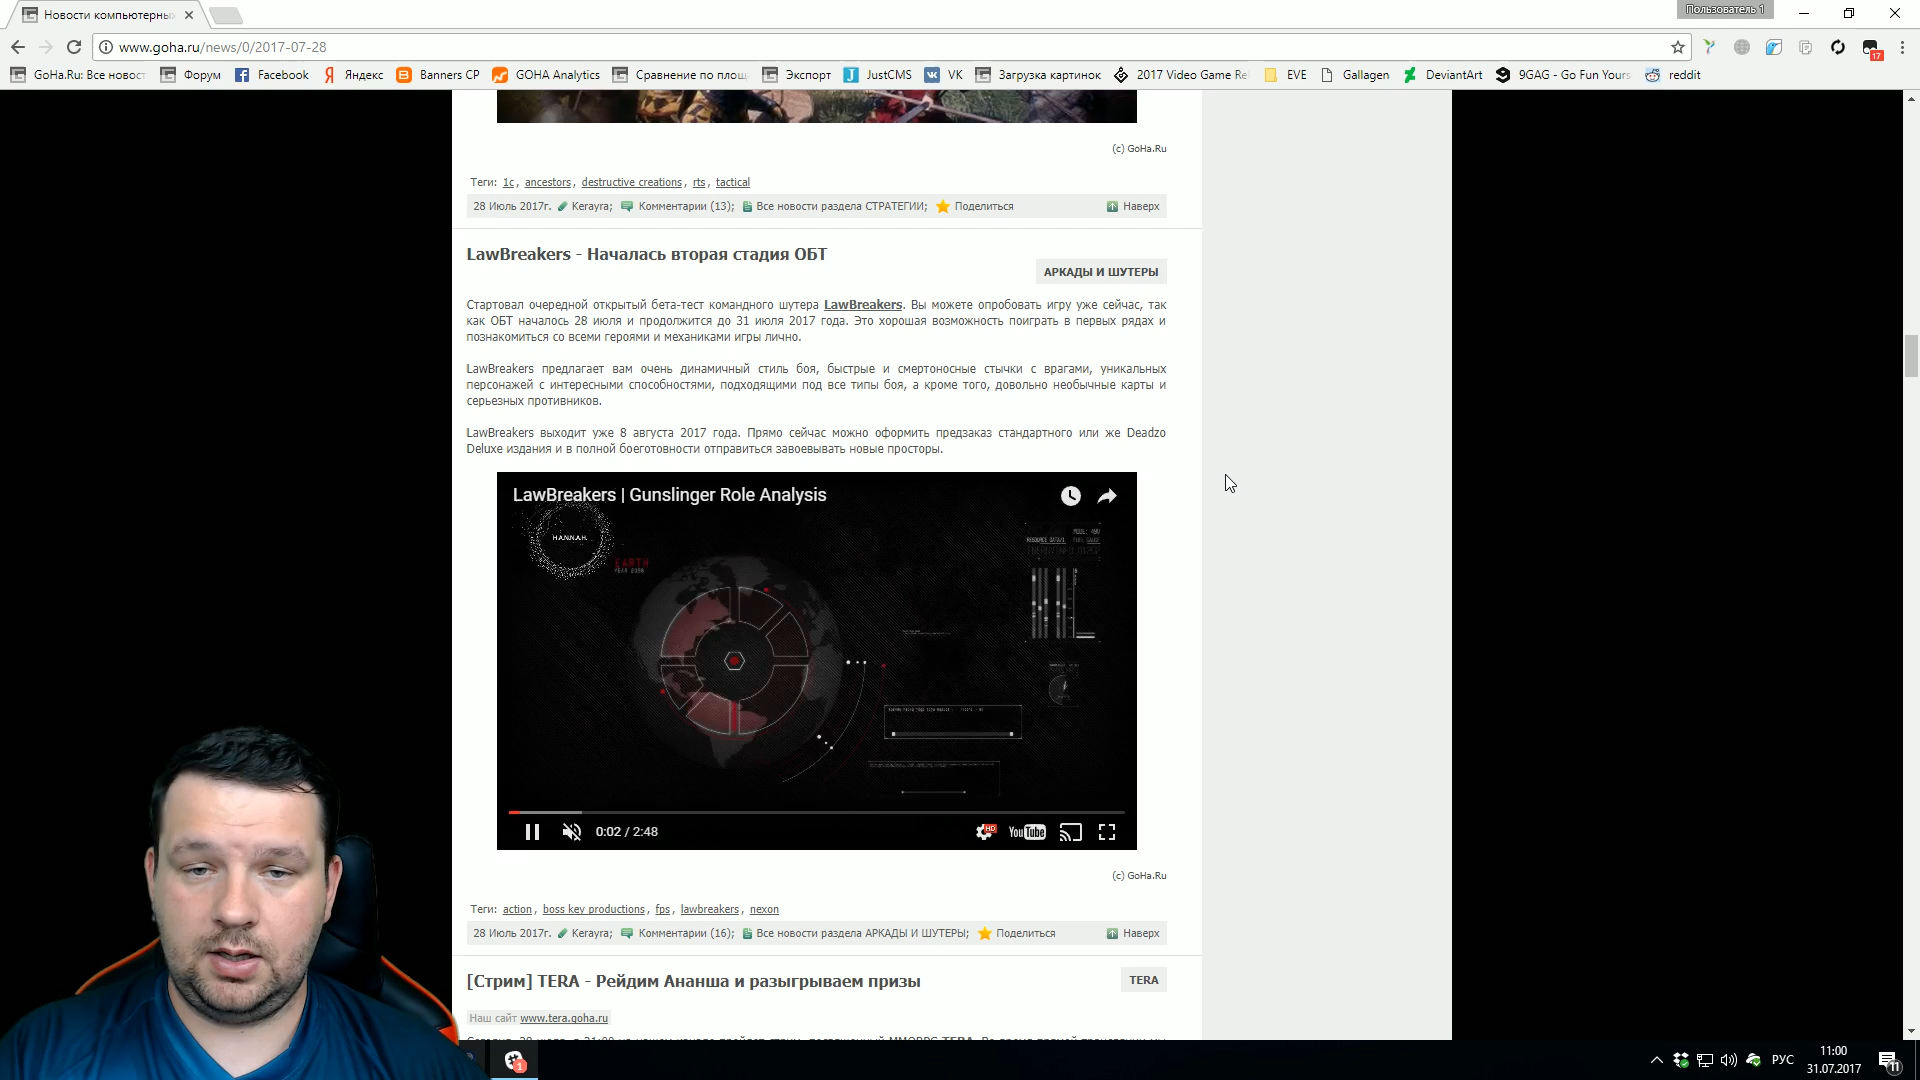 Новости компьютерны
Пользователь 1
www.goha.ru/news/0/2017-07-28
17
GoHa.Ru: Все новост Форум Facebook Яндекс Banners CP GOHA Analytics Сравнение по площ Экспорт JustCMS VK Загрузка картинок 2017 Video Game Re EVE Gallagen DeviantArt 9GAG - Go Fun Yours reddit
(c) GoHa.Ru
Теги: 1c, ancestors, destructive creations, rts, tactical
28 Июль 2017г. Kerayra; Комментарии (13); Все новости раздела СТРАТЕГИИ; Поделиться Наверх
LawBreakers - Началась вторая стадия ОБТ
АРКАДЫ И ШУТЕРЫ
Стартовал очередной открытый бета-тест командного шутера LawBreakers. Вы можете опробовать игру уже сейчас, так
как ОБТ началось 28 июля и продолжится до 31 июля 2017 года. Это хорошая возможность поиграть в первых рядах и
познакомиться со всеми героями и механиками игры лично.
LawBreakers предлагает вам очень динамичный стиль боя, быстрые и смертоносные стычки с врагами, уникальных
персонажей с интересными способностями, подходящими под все типы боя, а кроме того, довольно необычные карты и
серьезных противников.
LawBreakers выходит уже 8 августа 2017 года. Прямо сейчас можно оформить предзаказ стандартного или же Deadzo
Deluxe издания и в полной боеготовности отправиться завоевывать новые просторы.
LawBreakers | Gunslinger Role Analysis
H.A.N.N.A.H.
EARTH
0:02 / 2:48
HD
YouTube
(c) GoHa.Ru
Теги: action, boss key productions, fps, lawbreakers, nexon
28 Июль 2017г. Kerayra; Комментарии (16); Все новости раздела АРКАДЫ И ШУТЕРЫ; Поделиться Наверх
[Стрим] TERA - Рейдим Ананша и разыгрываем призы
TERA
Наш сайт www.tera.goha.ru
1
РУС
11:00
31.07.2017
11